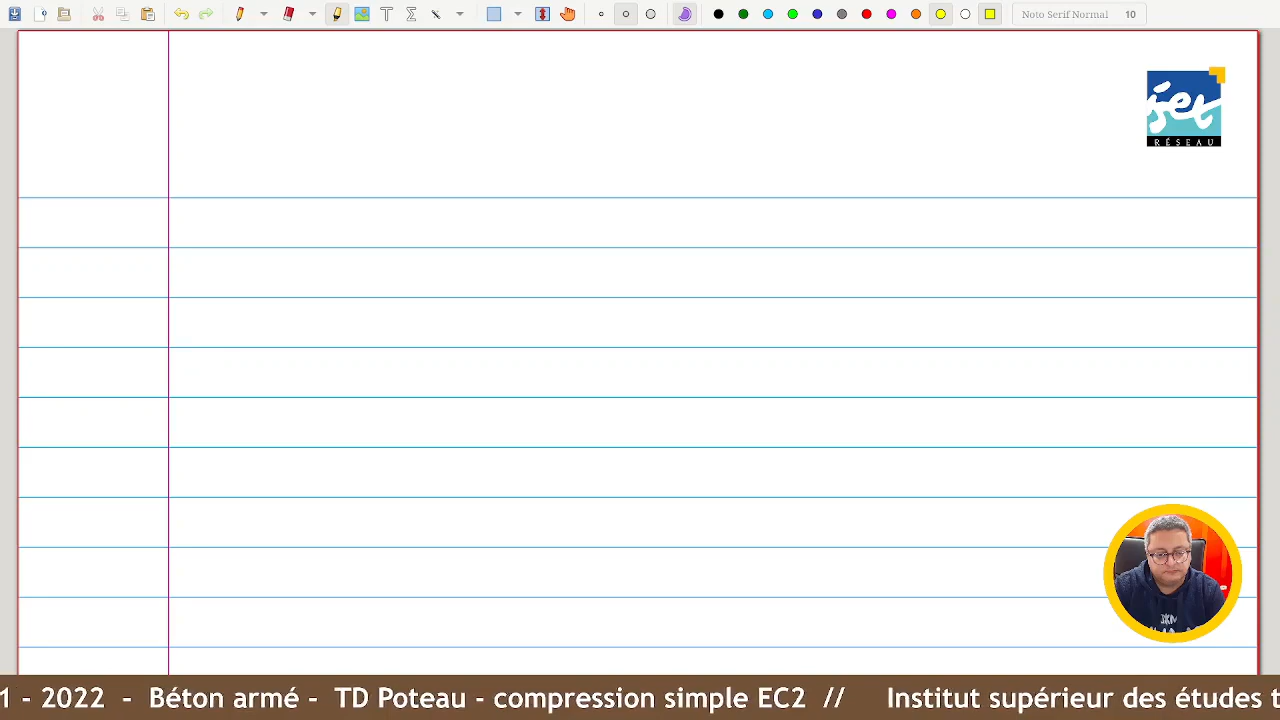 Noto Serif Normal 10
iset
RÉSEAU
1 - 2022 - Béton armé - TD Poteau - compression simple EC2 // Institut supérieur des études t